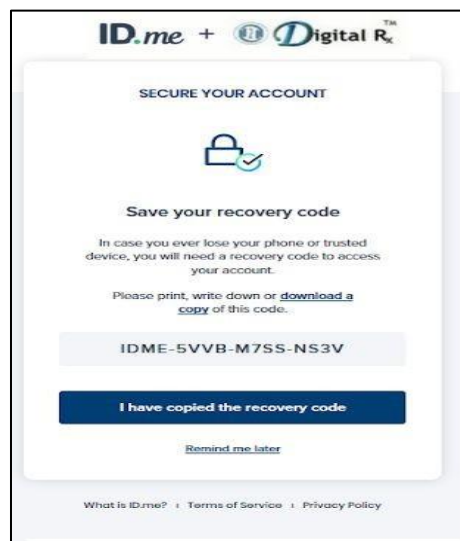 ID.me + Digital Rx™
SECURE YOUR ACCOUNT
Save your recovery code
In case you ever lose your phone or trusted
device, you will need a recovery code to access
your account.
Please print, write down or download a
copy of this code.
IDME-5VVB-M7SS-NS3V
I have copied the recovery code
Remind me later
What is ID.me? | Terms of Service | Privacy Policy